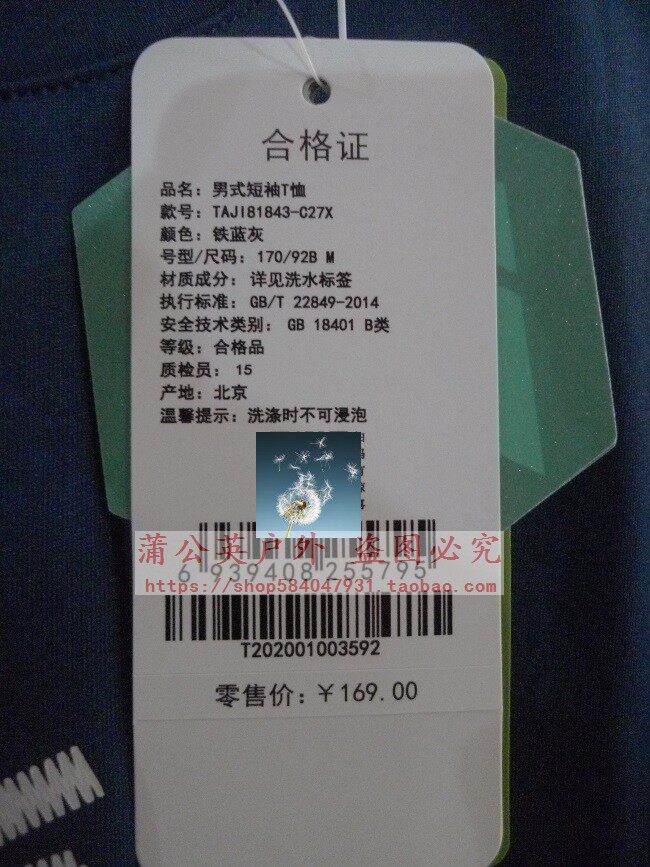 合格证
品名: 男式短袖T恤
款号: TAJI81843-C27X
颜色: 铁蓝灰
号型/尺码: 170/92B M
材质成分: 详见洗水标签
执行标准: GB/T 22849-2014
安全技术类别: GB 18401 B类
等级: 合格品
质检员: 15
产地: 北京
温馨提示: 洗涤时不可浸泡
蒲公英户外 盗图必究
6 939408 255795
https://shop584047931.taobao.com
T202001003592
零售价: ¥169.00